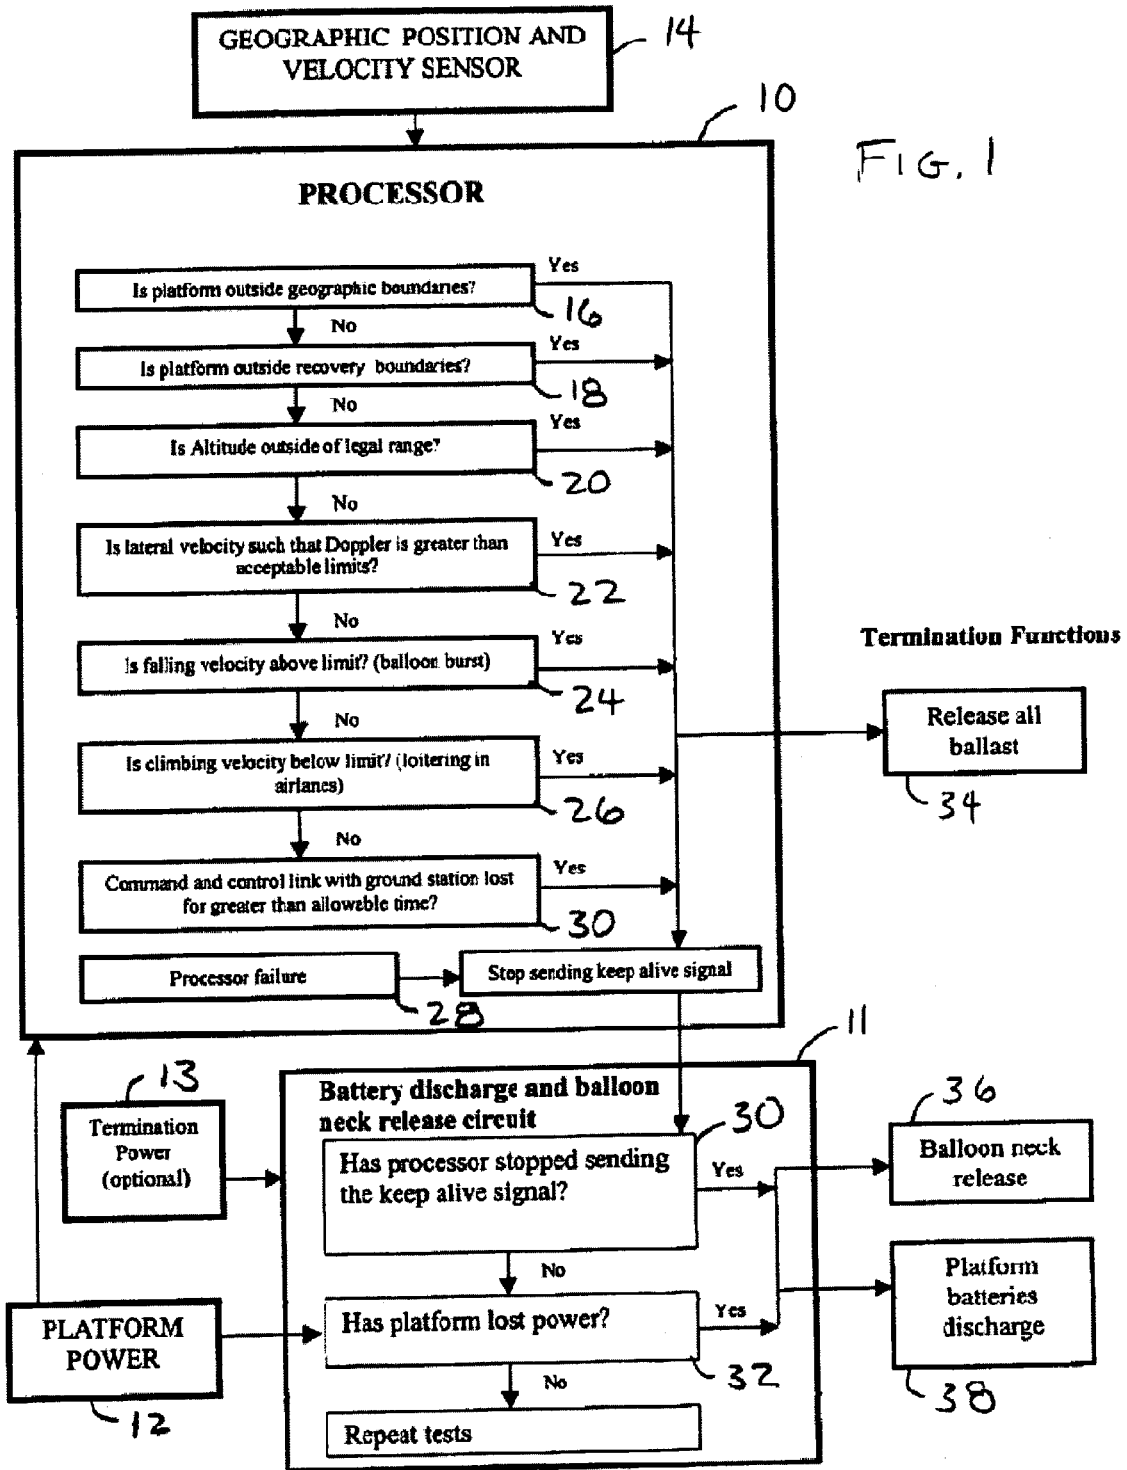 GEOGRAPHIC POSITION AND
VELOCITY SENSOR
14
10
FIG. 1
PROCESSOR
Is platform outside geographic boundaries?
Yes
16
No
Is platform outside recovery boundaries?
Yes
18
No
Is Altitude outside of legal range?
Yes
20
No
Is lateral velocity such that Doppler is greater than
acceptable limits?
Yes
22
No
Is falling velocity above limit? (balloon burst)
Yes
24
No
Is climbing velocity below limit? (loitering in
airlanes)
Yes
26
No
Command and control link with ground station lost
for greater than allowable time?
Yes
30
Processor failure
28
Stop sending keep alive signal
Termination Functions
Release all
ballast
34
11
13
Termination
Power
(optional)
Battery discharge and balloon
neck release circuit
30
Has processor stopped sending
the keep alive signal?
Yes
No
36
Balloon neck
release
PLATFORM
POWER
12
Has platform lost power?
Yes
32
No
Repeat tests
Platform
batteries
discharge
38